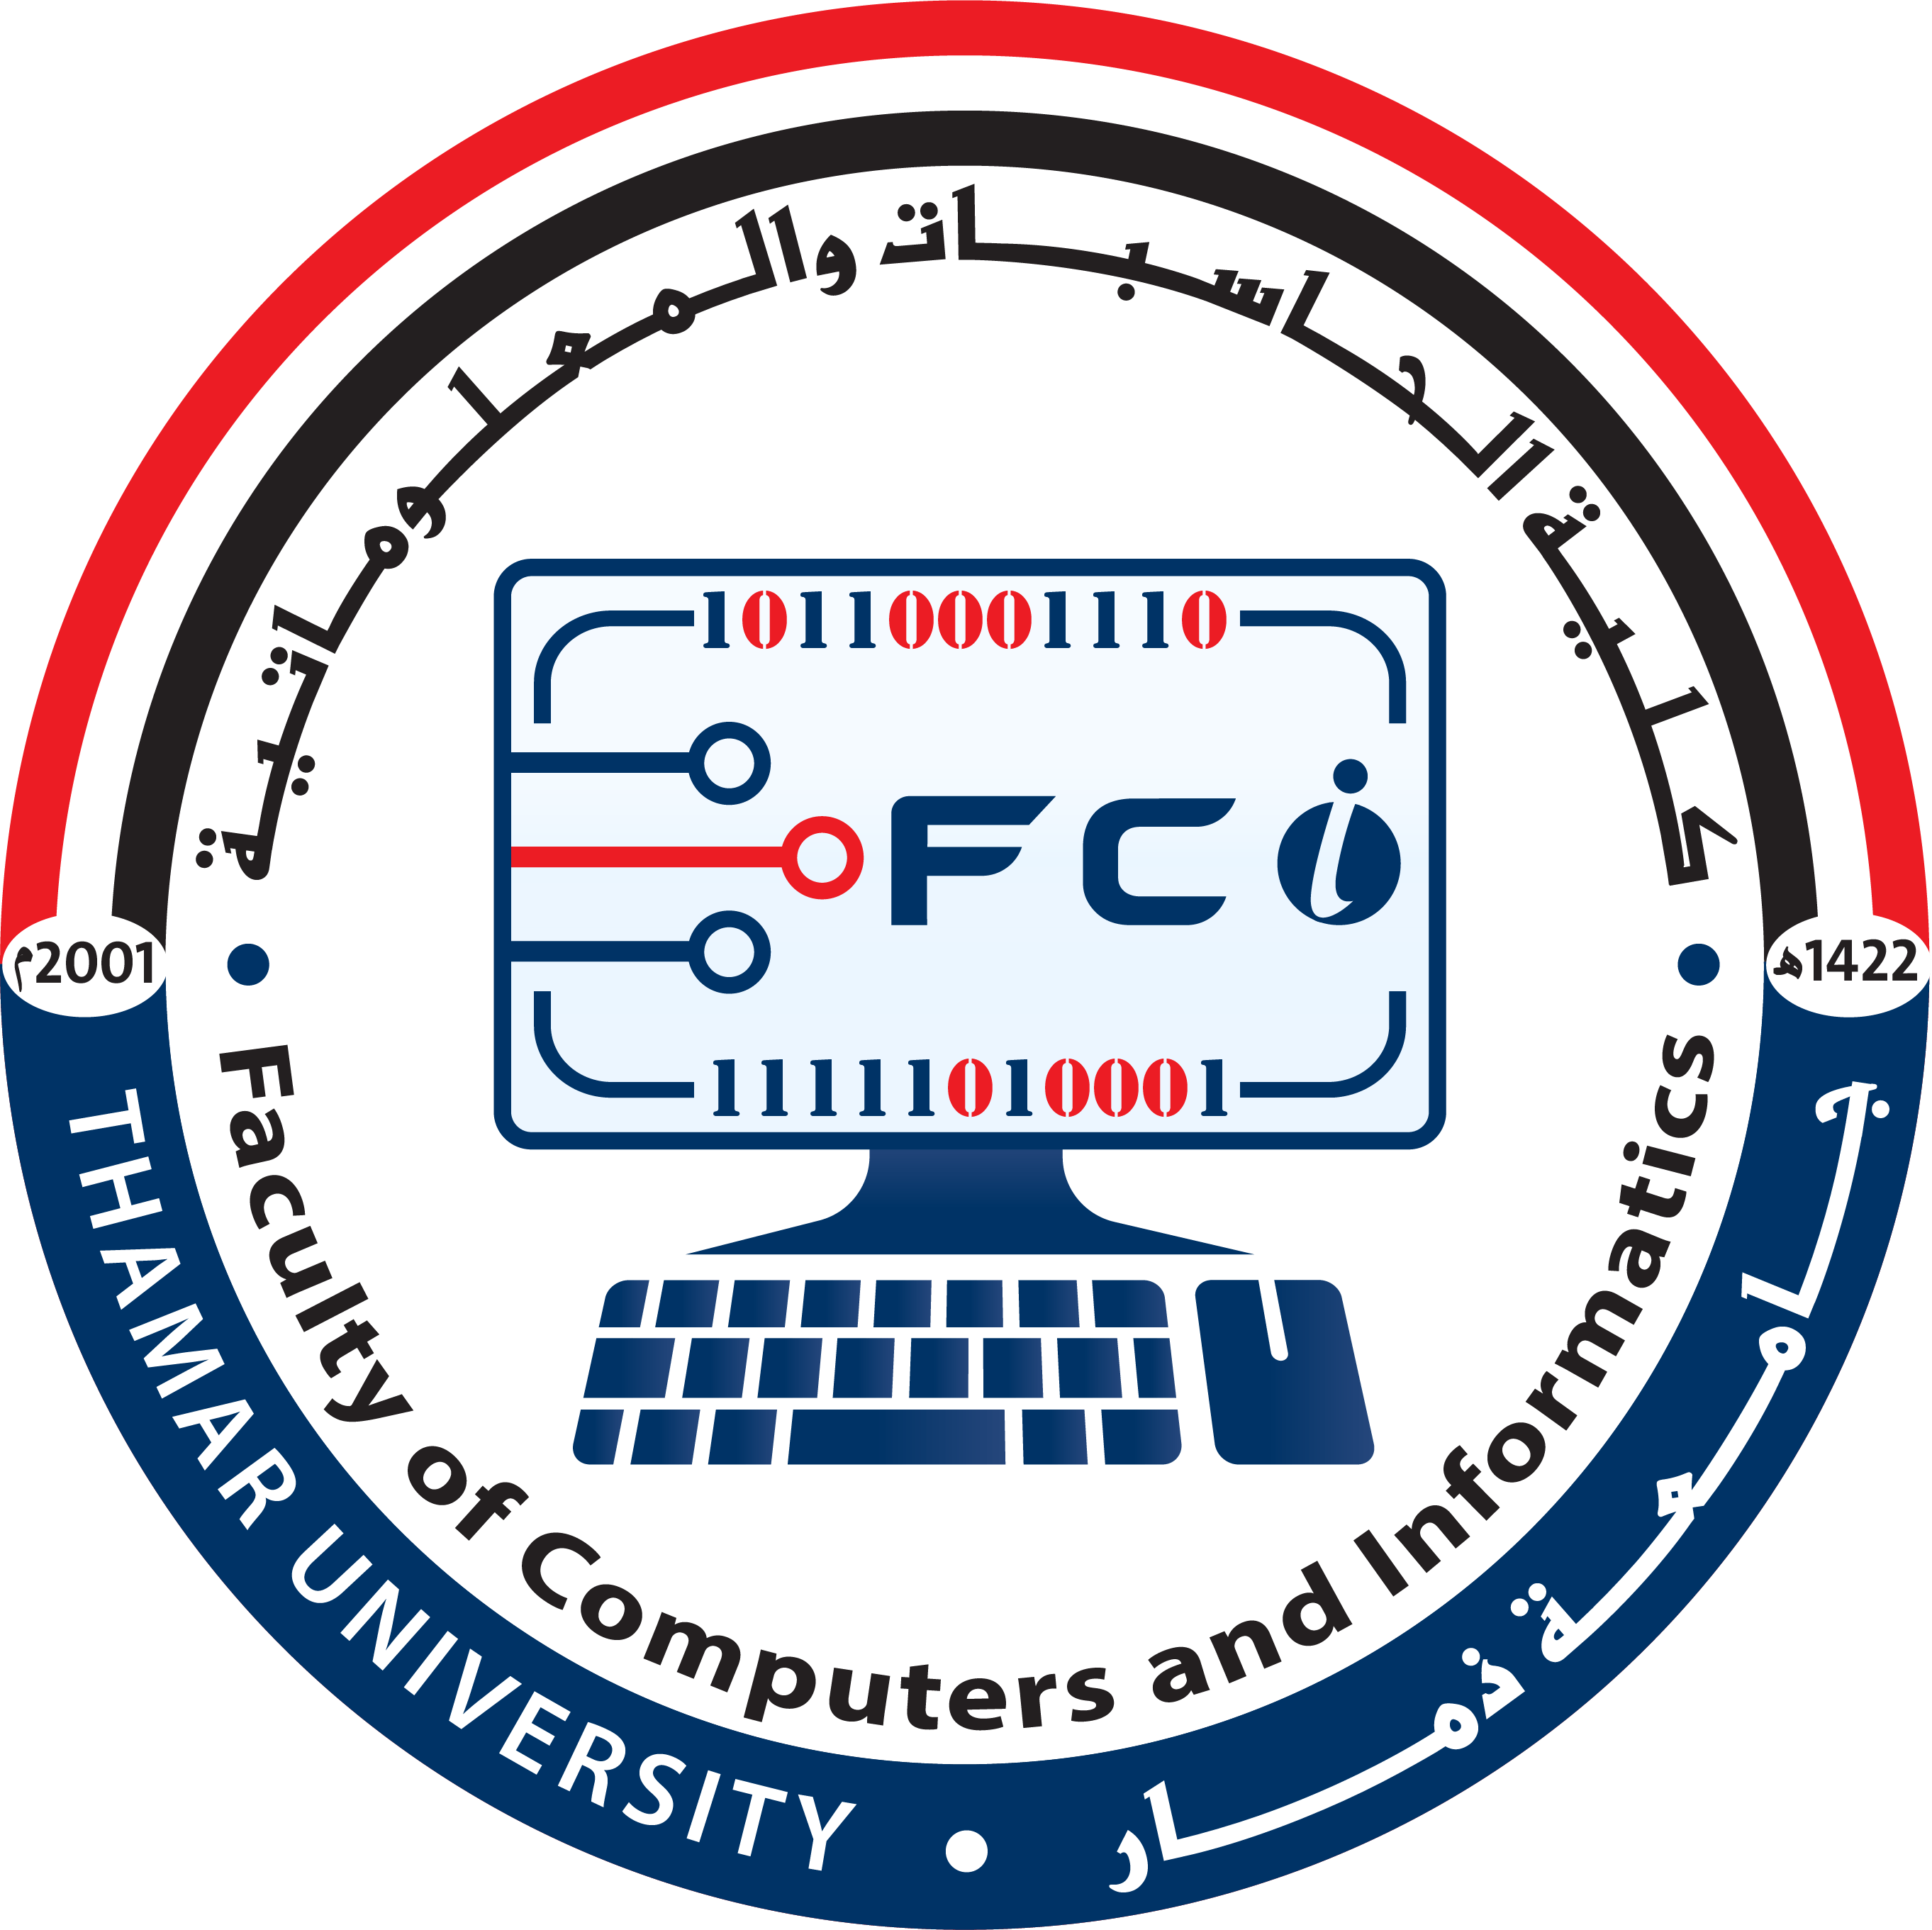 كلية الحاسبات والمعلوماتية
10110001110
FCi
11111010001
2001م
1422هـ
Faculty of Computers and Informatics
THAMAR UNIVERSITY
جامعة ذمار